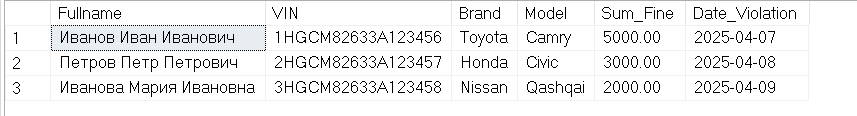 Fullname VIN Brand Model Sum_Fine Date_Violation
1 Иванов Иван Иванович 1HGCM82633A123456 Toyota Camry 5000.00 2025-04-07
2 Петров Петр Петрович 2HGCM82633A123457 Honda Civic 3000.00 2025-04-08
3 Иванова Мария Ивановна 3HGCM82633A123458 Nissan Qashqai 2000.00 2025-04-09